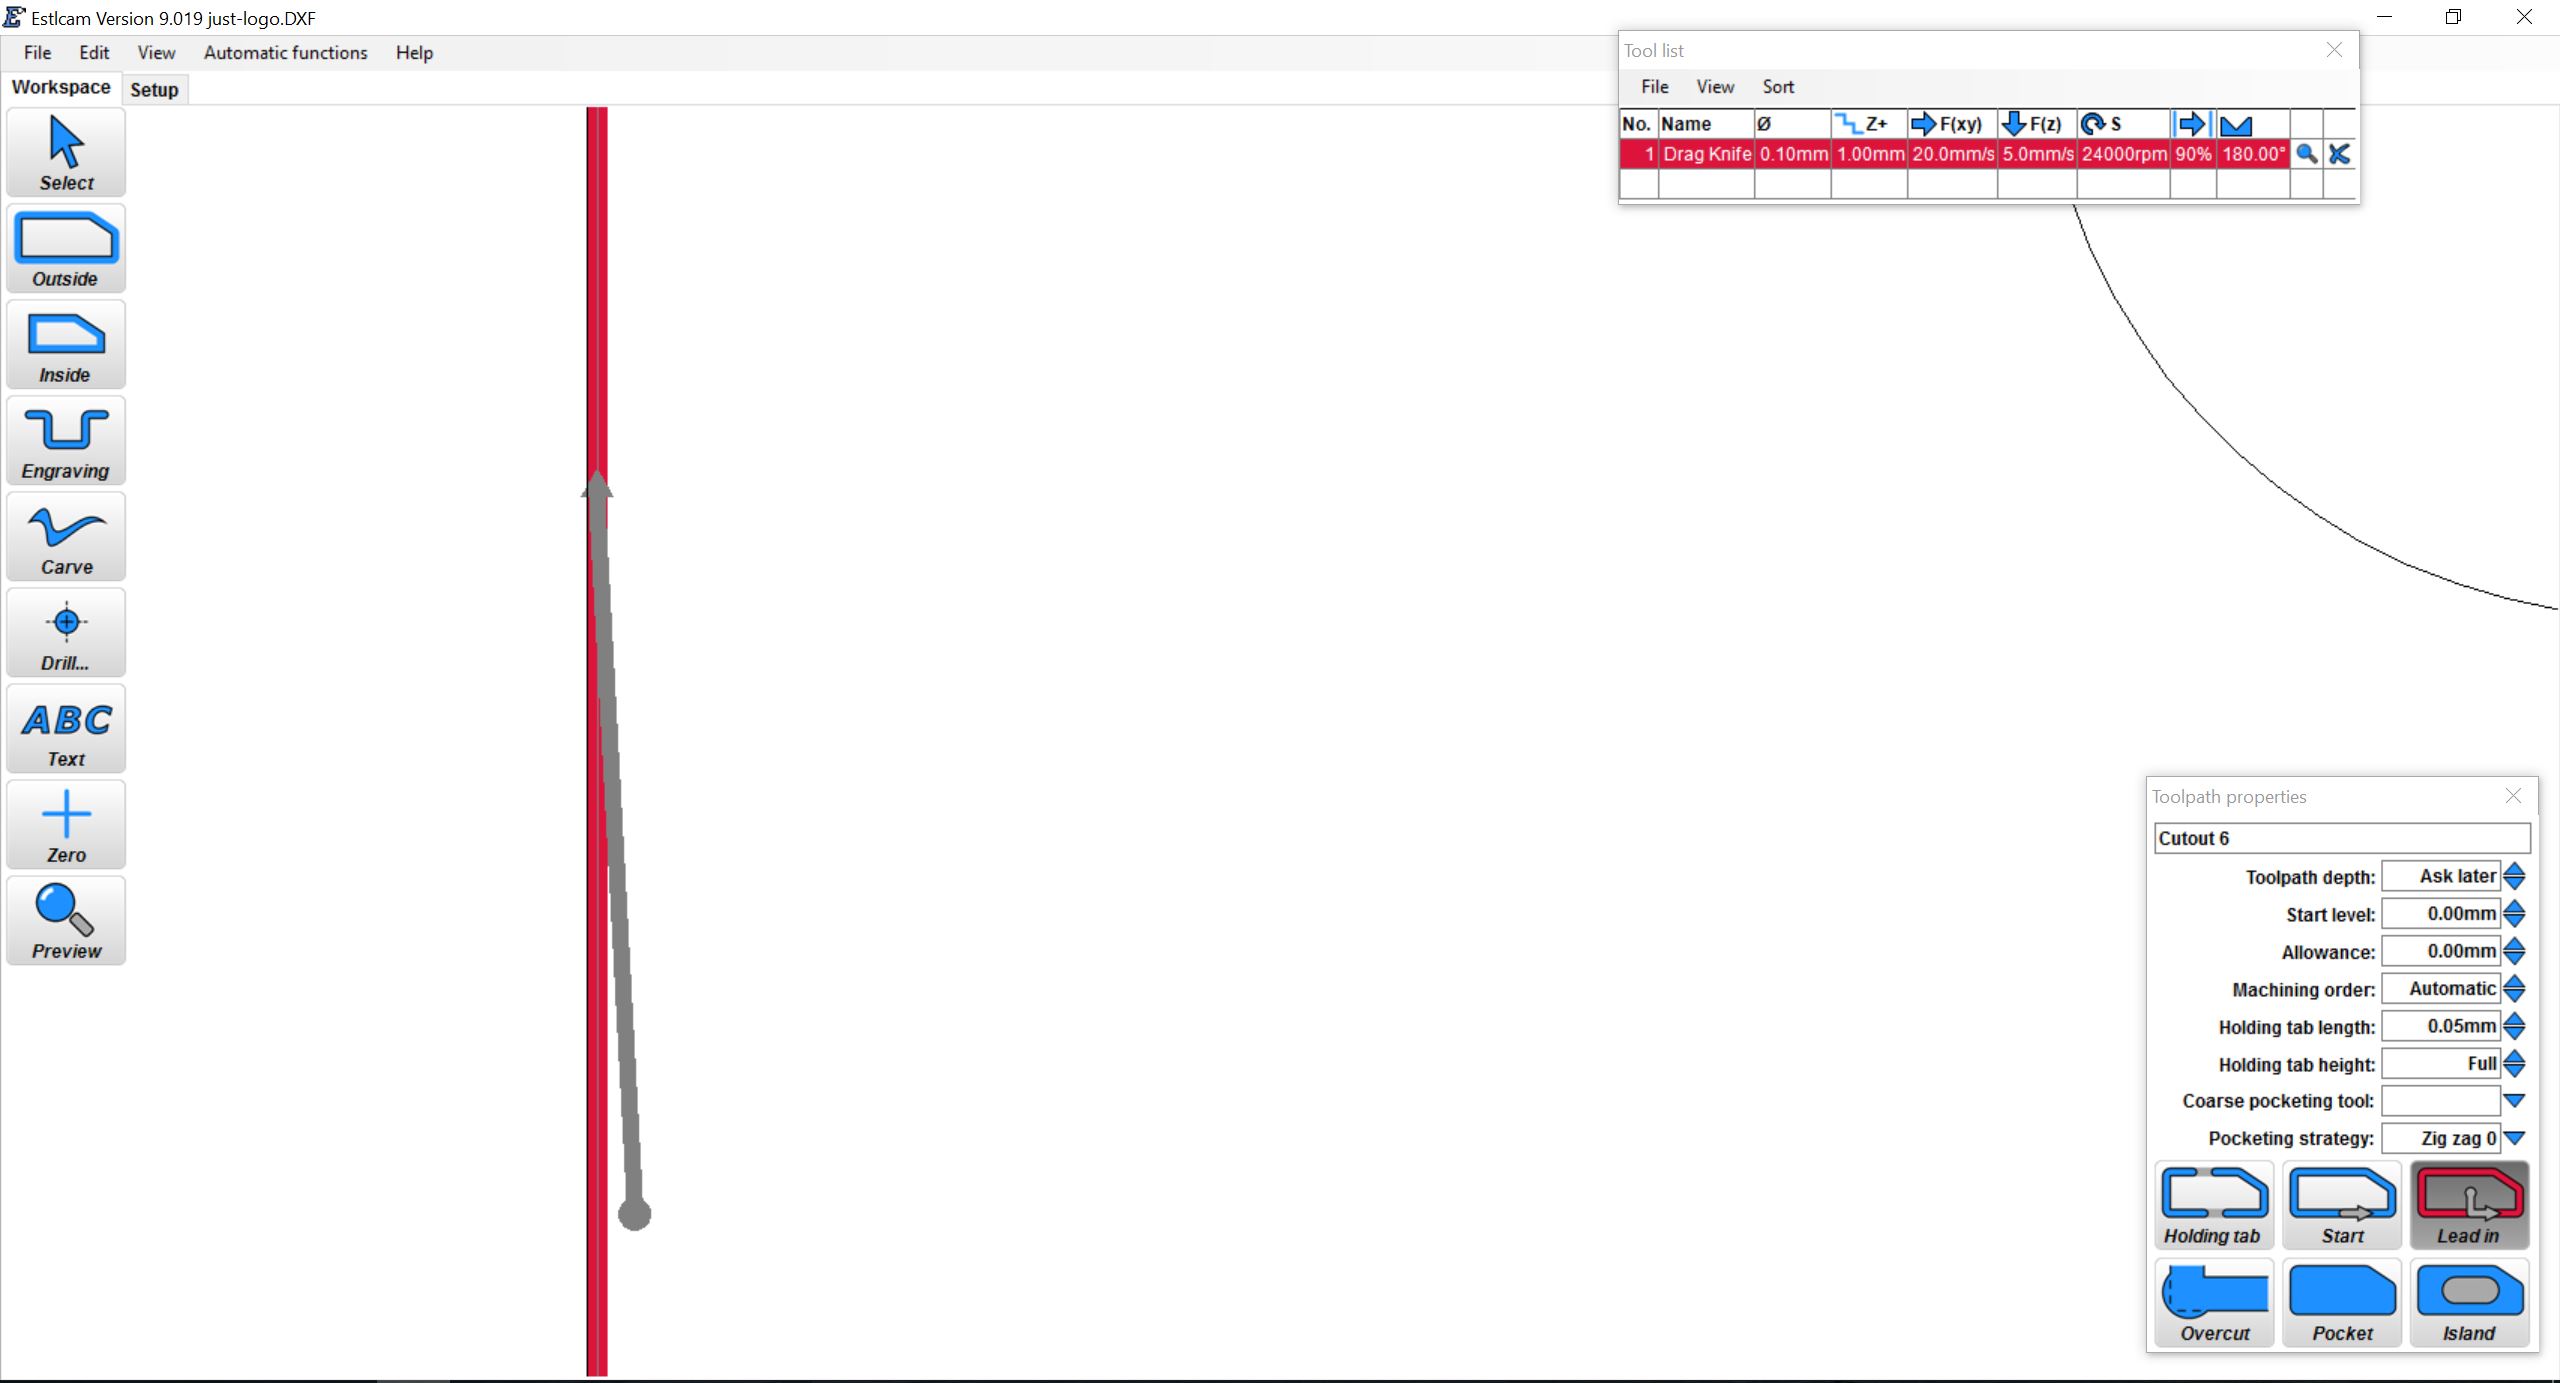 Estlcam Version 9.019 just-logo.DXF
File Edit View Automatic functions Help
Workspace Setup
Select
Outside
Inside
Engraving
Carve
Drill...
ABC
Text
Zero
Preview
Tool list
File View Sort
No. Name Ø Z+ F(xy) F(z) S
1 Drag Knife 0.10mm 1.00mm 20.0mm/s 5.0mm/s 24000rpm 90% 180.00°
Toolpath properties
Cutout 6
Toolpath depth: Ask later
Start level: 0.00mm
Allowance: 0.00mm
Machining order: Automatic
Holding tab length: 0.05mm
Holding tab height: Full
Coarse pocketing tool:
Pocketing strategy: Zig zag 0
Holding tab Start Lead in
Overcut Pocket Island